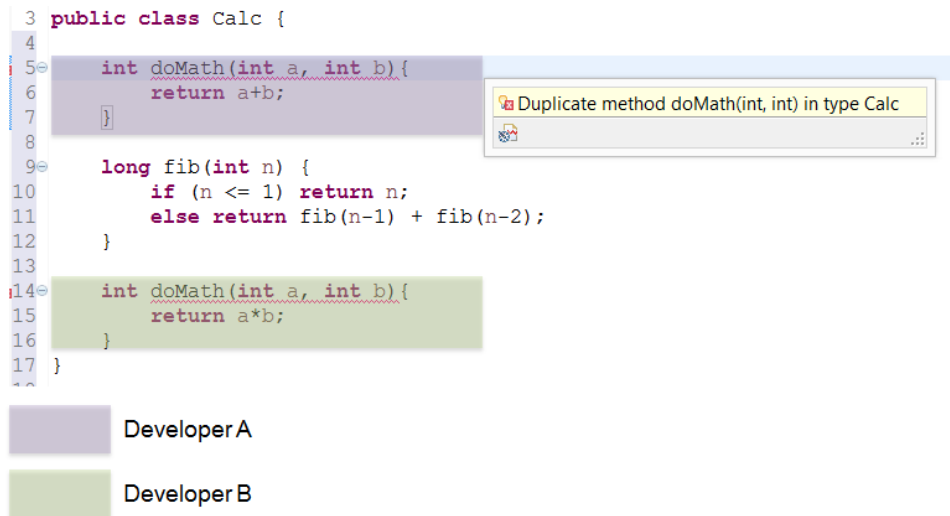 3 public class Calc {
4
5 int doMath(int a, int b){
6 return a+b;
7 }
Duplicate method doMath(int, int) in type Calc
8
9 long fib(int n) {
10 if (n <= 1) return n;
11 else return fib(n-1) + fib(n-2);
12 }
13
14 int doMath(int a, int b){
15 return a*b;
16 }
17 }
Developer A
Developer B